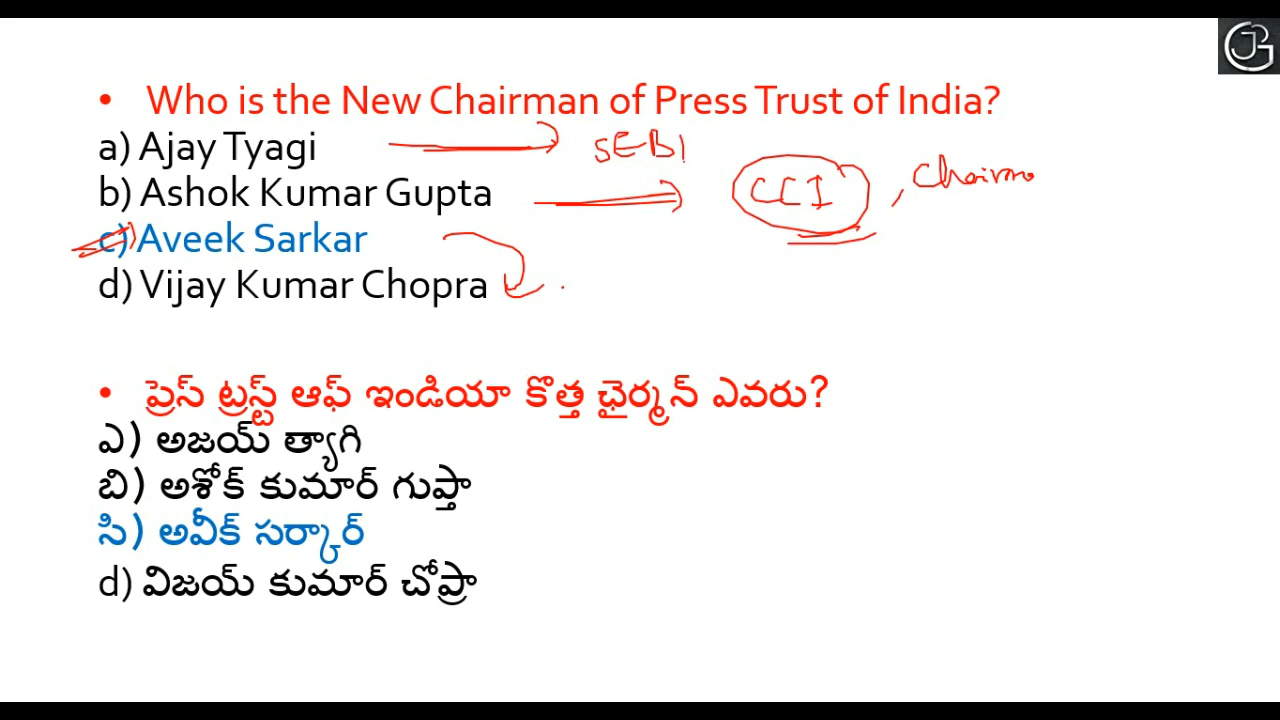 • Who is the New Chairman of Press Trust of India?
a) Ajay Tyagi SEBI
b) Ashok Kumar Gupta CCI, Chairma
c) Aveek Sarkar
d) Vijay Kumar Chopra
• ప్రెస్ ట్రస్ట్ ఆఫ్ ఇండియా కొత్త ఛైర్మన్ ఎవరు?
ఎ) అజయ్ త్యాగి
బి) అశోక్ కుమార్ గుప్తా
సి) అవీక్ సర్కార్
d) విజయ్ కుమార్ చోప్రా